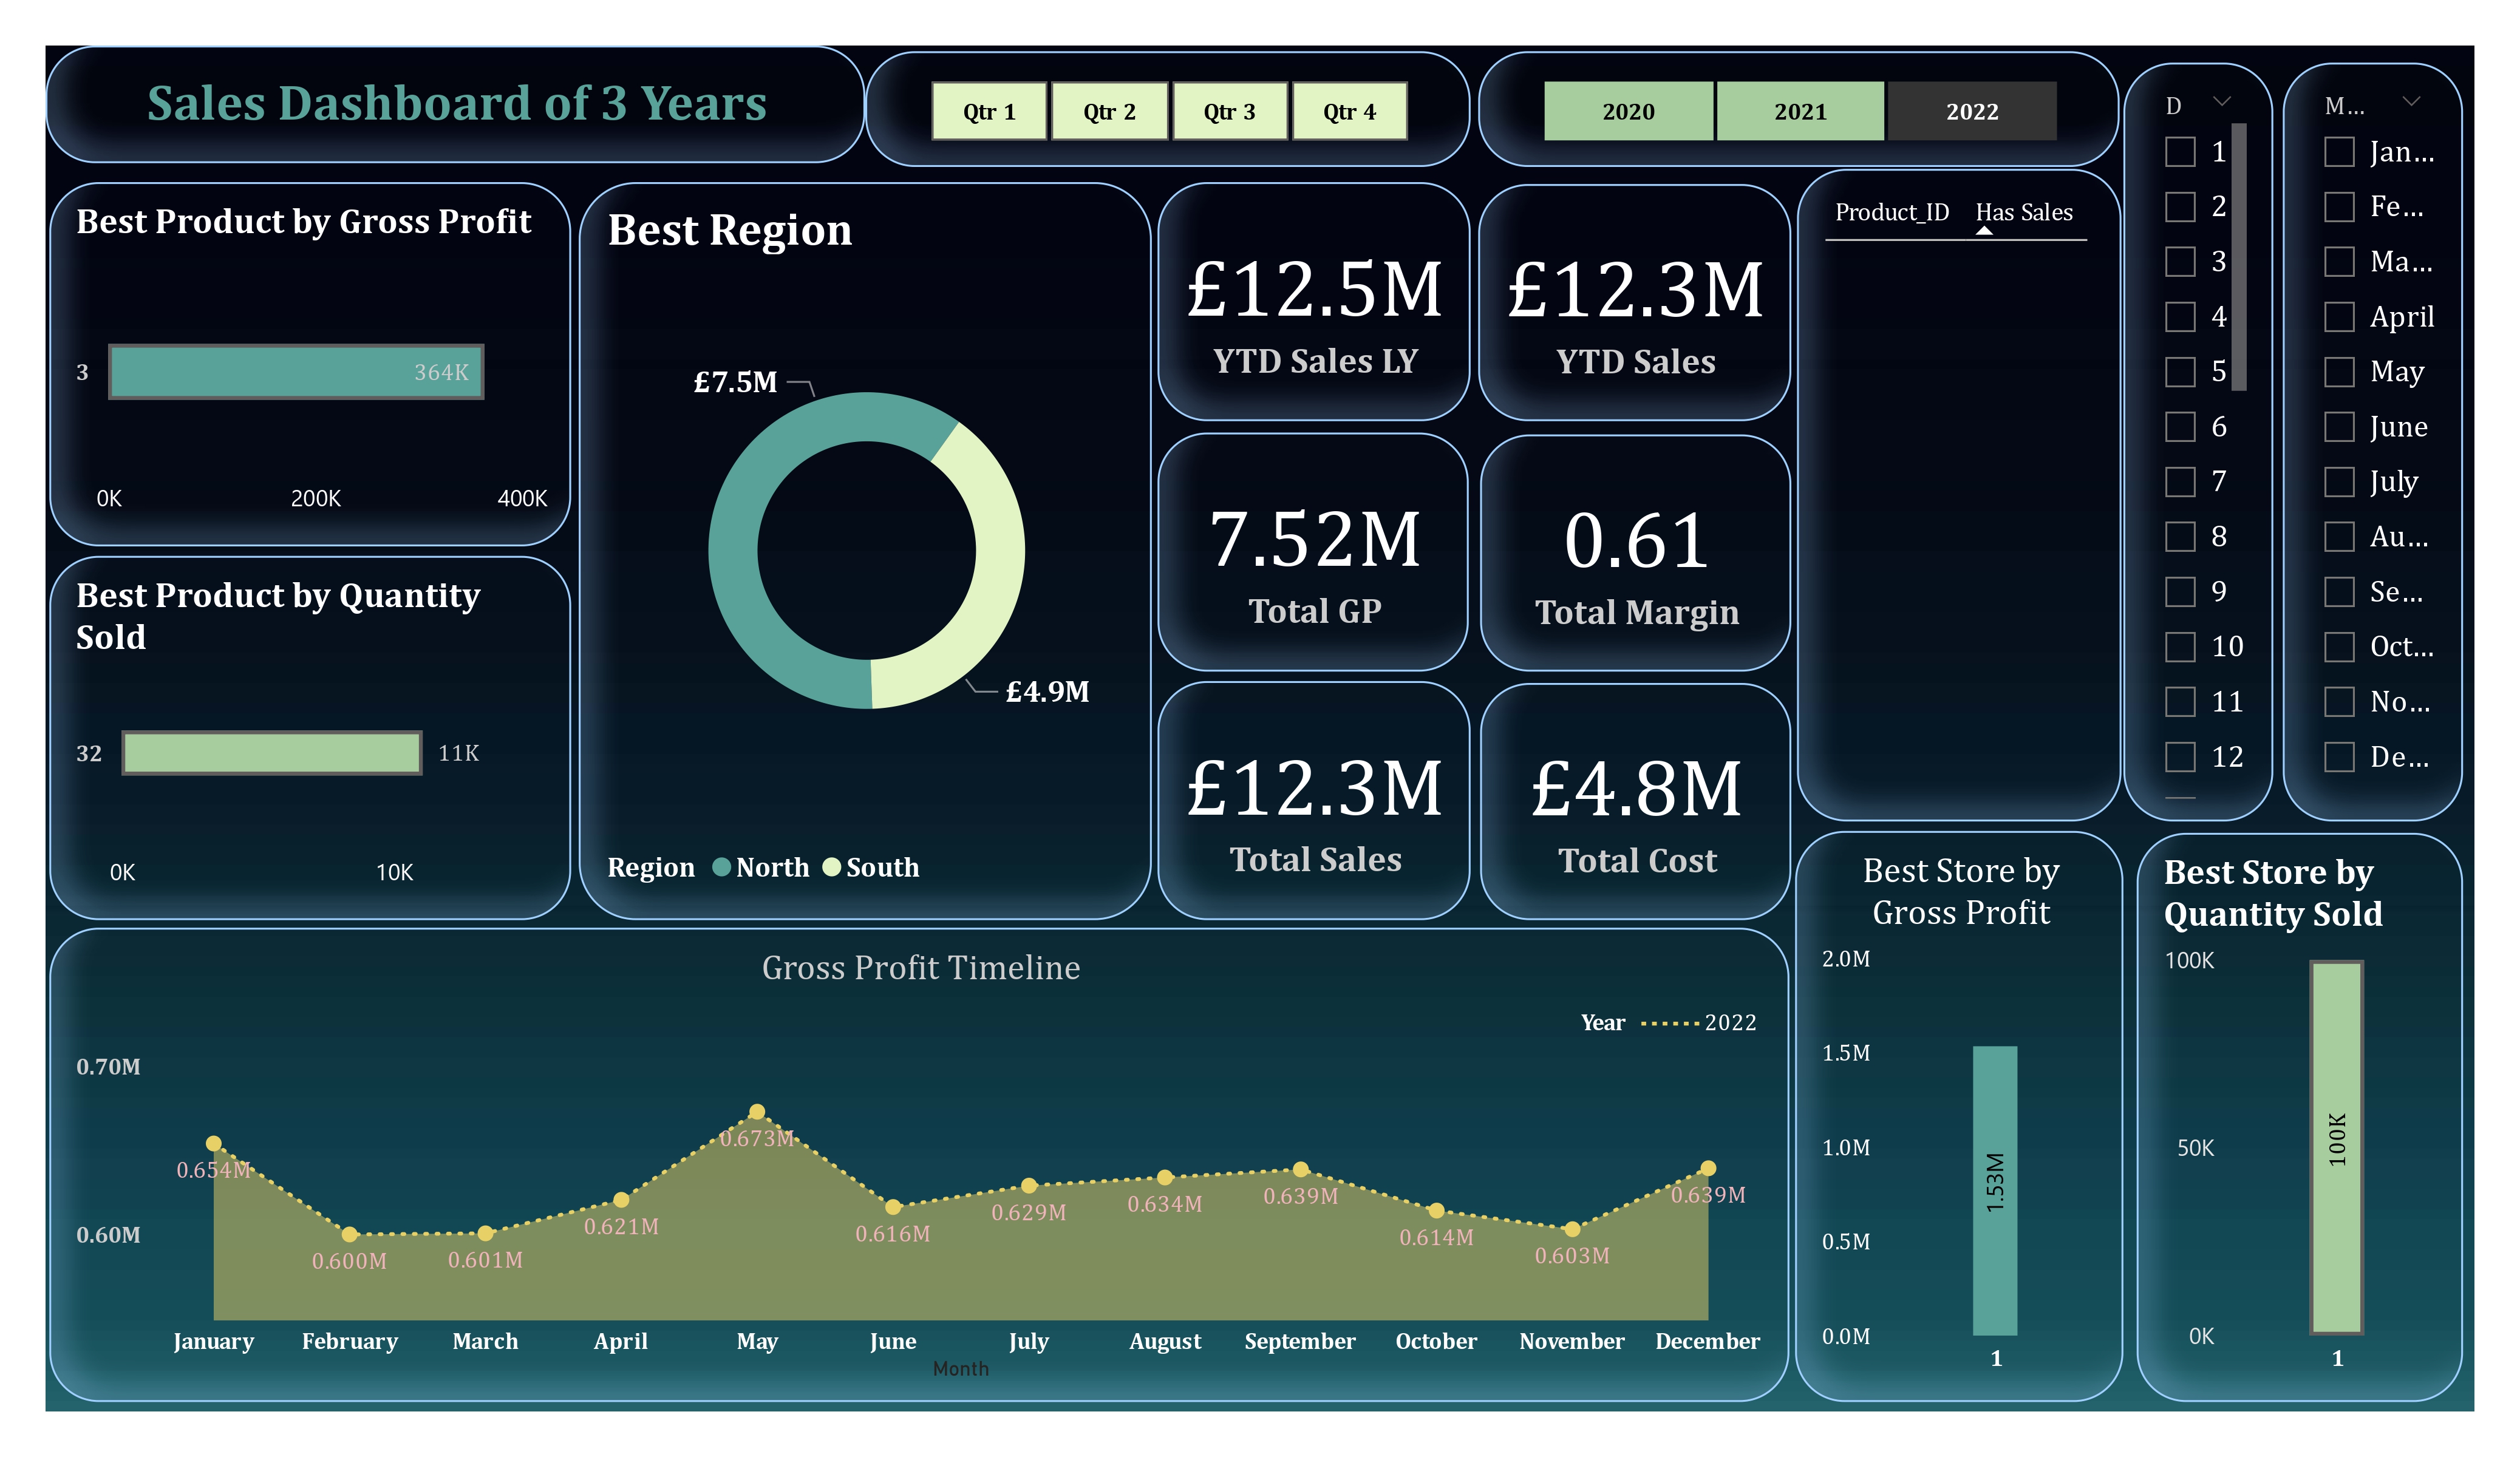 Sales Dashboard of 3 Years
Qtr 1
Qtr 2
Qtr 3
Qtr 4
2020
2021
2022
Best Product by Gross Profit
3
364K
0K
200K
400K
Best Product by Quantity
Sold
32
11K
0K
10K
Best Region
£7.5M
£4.9M
Region
North
South
£12.5M
YTD Sales LY
£12.3M
YTD Sales
7.52M
Total GP
0.61
Total Margin
£12.3M
Total Sales
£4.8M
Total Cost
Product_ID
Has Sales
D
1
2
3
4
5
6
7
8
9
10
11
12
M...
Jan...
Fe...
Ma...
April
May
June
July
Au...
Se...
Oct...
No...
De...
Gross Profit Timeline
Year
2022
0.70M
0.60M
0.654M
0.600M
0.601M
0.621M
0.673M
0.616M
0.629M
0.634M
0.639M
0.614M
0.603M
0.639M
January
February
March
April
May
June
July
August
September
October
November
December
Month
Best Store by
Gross Profit
2.0M
1.5M
1.0M
0.5M
0.0M
1.53M
1
Best Store by
Quantity Sold
100K
50K
0K
100K
1